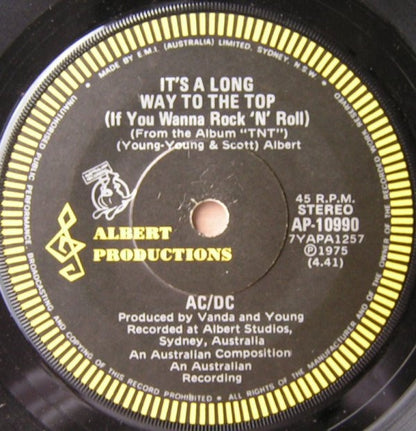 MADE BY E.M.I. (AUSTRALIA) LIMITED, SYDNEY, N.S.W.
IT'S A LONG
WAY TO THE TOP
(If You Wanna Rock 'N' Roll)
(From the Album "TNT")
(Young-Young & Scott) Albert
45 R.P.M.
STEREO
AP-10990
7YAPA1257
Ⓟ1975
(4.41)
ALBERT
PRODUCTIONS
AC/DC
Produced by Vanda and Young
Recorded at Albert Studios,
Sydney, Australia
An Australian Composition
An Australian
Recording
UNAUTHORISED PUBLIC PERFORMANCE, BROADCASTING AND COPYING OF THIS RECORD PROHIBITED • ALL RIGHTS OF THE MANUFACTURER AND OF THE OWNER OF THE RECORDED WORK RESERVED